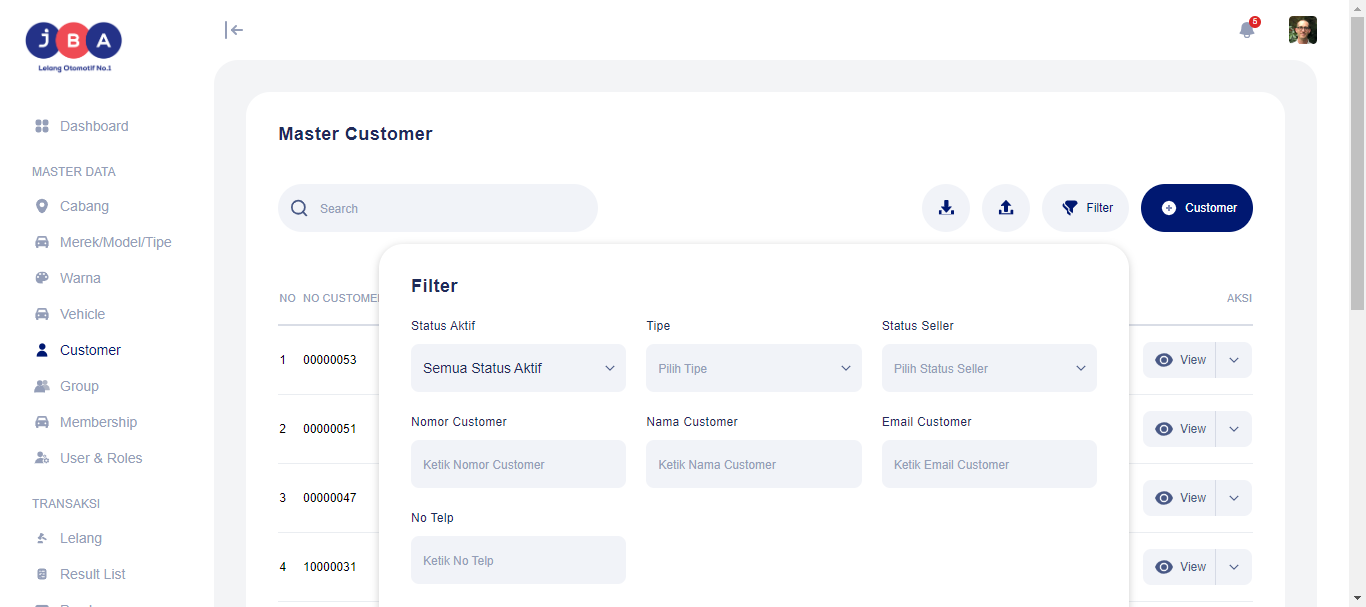 JBA
Lelang Otomotif No.1
5
Dashboard
MASTER DATA
Cabang
Merek/Model/Tipe
Warna
Vehicle
Customer
Group
Membership
User & Roles
TRANSAKSI
Lelang
Result List
Master Customer
Search
Filter
Customer
NO NO CUSTOMER AKSI
1 00000053 View
2 00000051 View
3 00000047 View
4 10000031 View
Filter
Status Aktif Tipe Status Seller
Semua Status Aktif Pilih Tipe Pilih Status Seller
Nomor Customer Nama Customer Email Customer
Ketik Nomor Customer Ketik Nama Customer Ketik Email Customer
No Telp
Ketik No Telp